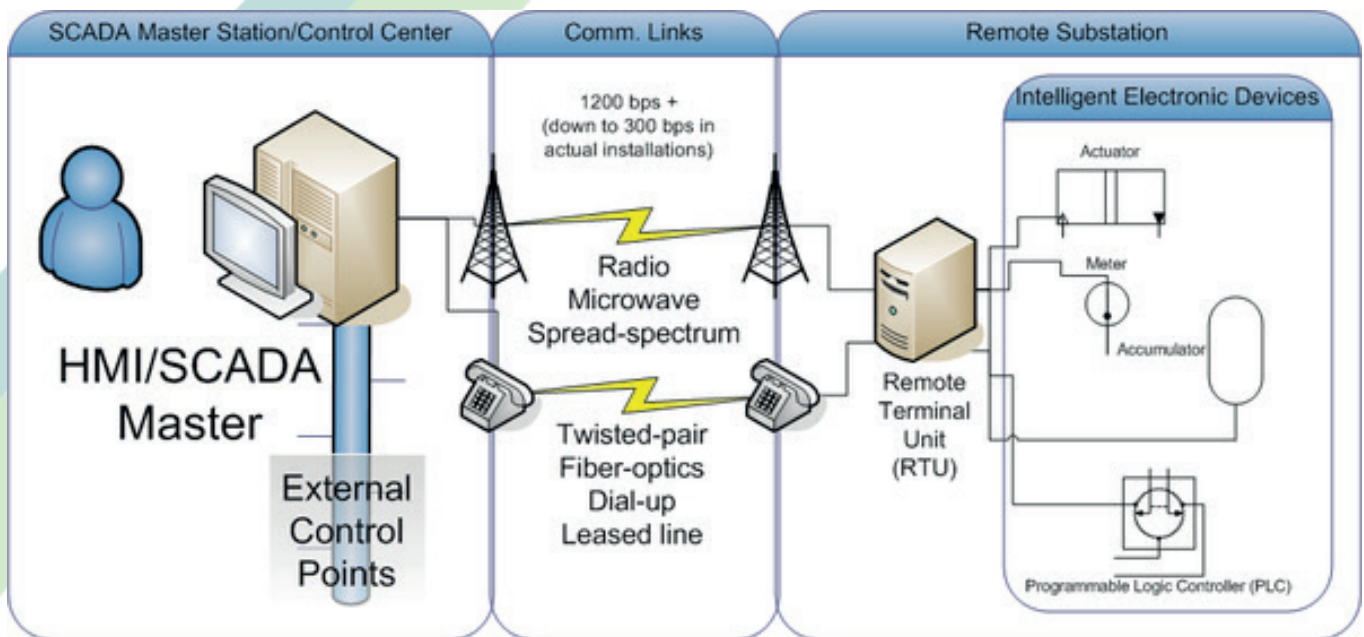 SCADA Master Station/Control Center
HMI/SCADA
Master
External
Control
Points
Comm. Links
1200 bps +
(down to 300 bps in
actual installations)
Radio
Microwave
Spread-spectrum
Twisted-pair
Fiber-optics
Dial-up
Leased line
Remote Substation
Remote
Terminal
Unit
(RTU)
Intelligent Electronic Devices
Actuator
Meter
Accumulator
Programmable Logic Controller (PLC)